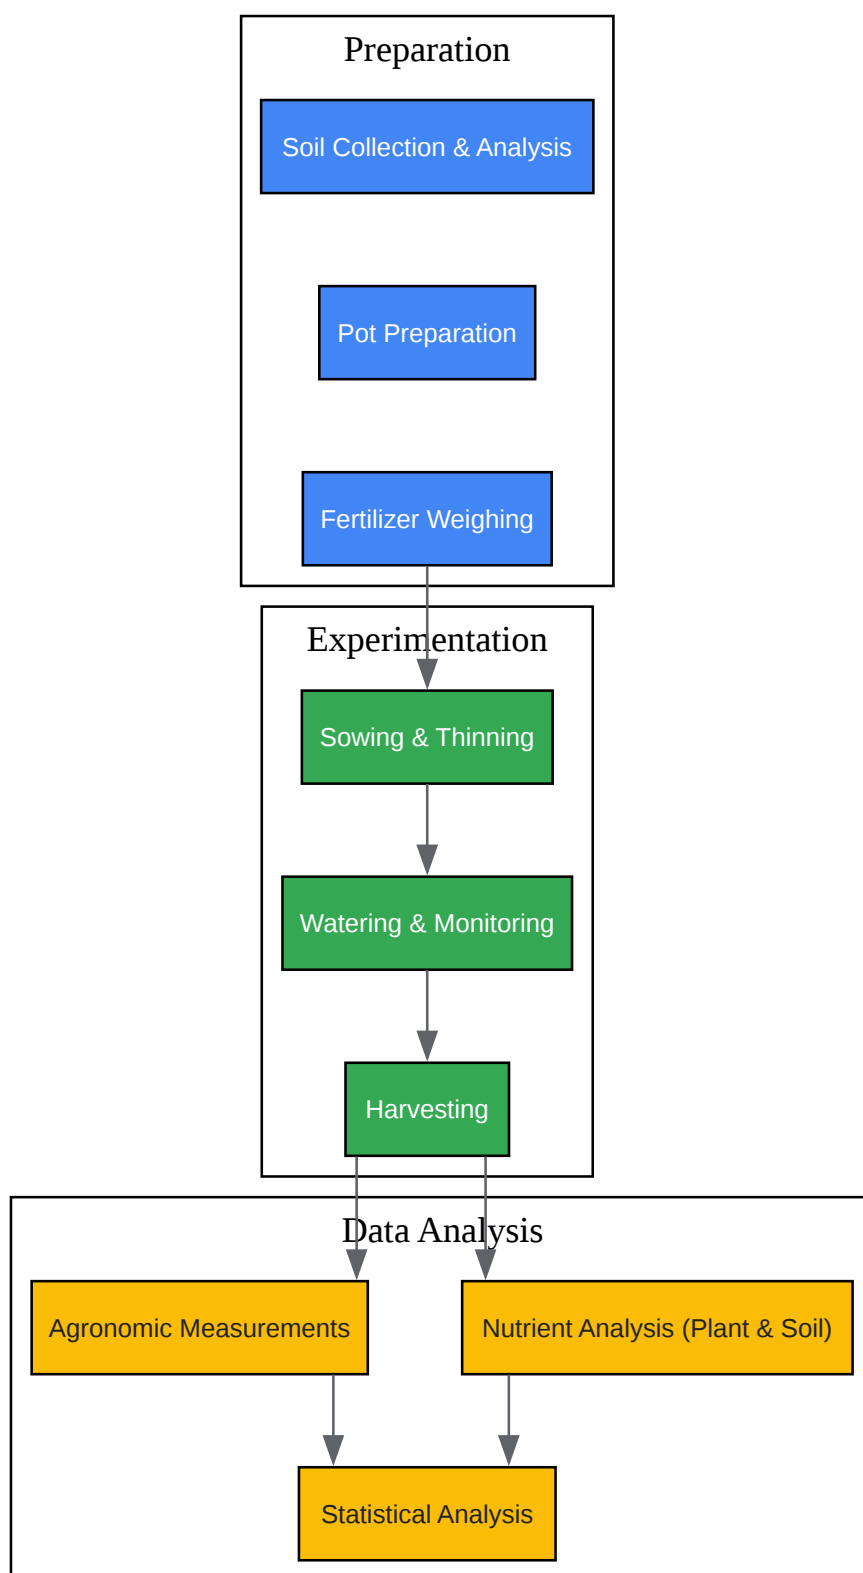 Preparation
Soil Collection & Analysis
Pot Preparation
Fertilizer Weighing
Experimentation
Sowing & Thinning
Watering & Monitoring
Harvesting
Data Analysis
Agronomic Measurements
Nutrient Analysis (Plant & Soil)
Statistical Analysis